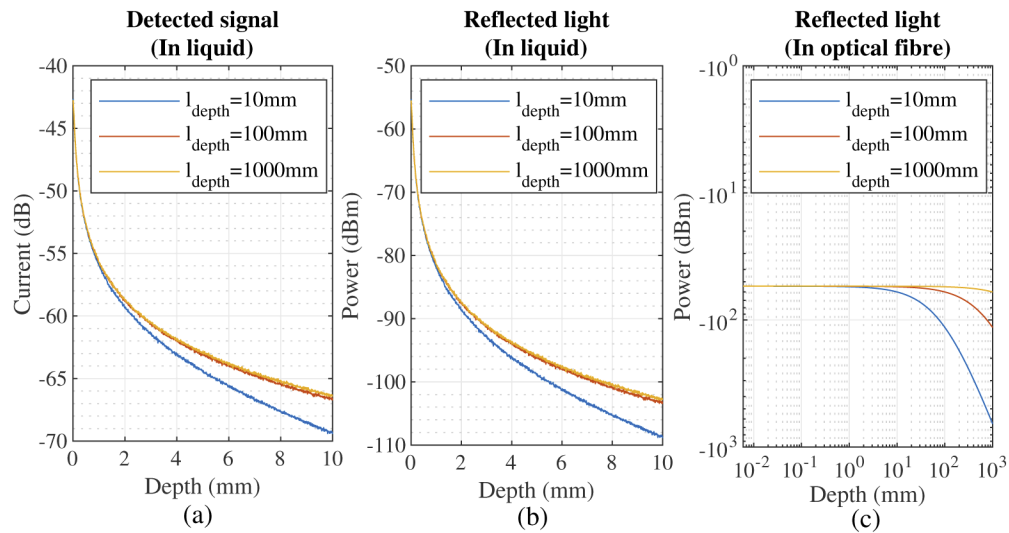 Detected signal
(In liquid)
-40
-45
-50
-55
-60
-65
-70
Current (dB)
l_depth=10mm
l_depth=100mm
l_depth=1000mm
0 2 4 6 8 10
Depth (mm)
(a)
Reflected light
(In liquid)
-50
-60
-70
-80
-90
-100
-110
Power (dBm)
l_depth=10mm
l_depth=100mm
l_depth=1000mm
0 2 4 6 8 10
Depth (mm)
(b)
Reflected light
(In optical fibre)
-10^0
-10^1
-10^2
-10^3
Power (dBm)
l_depth=10mm
l_depth=100mm
l_depth=1000mm
10^-2 10^0 10^1 10^2 10^3
Depth (mm)
(c)